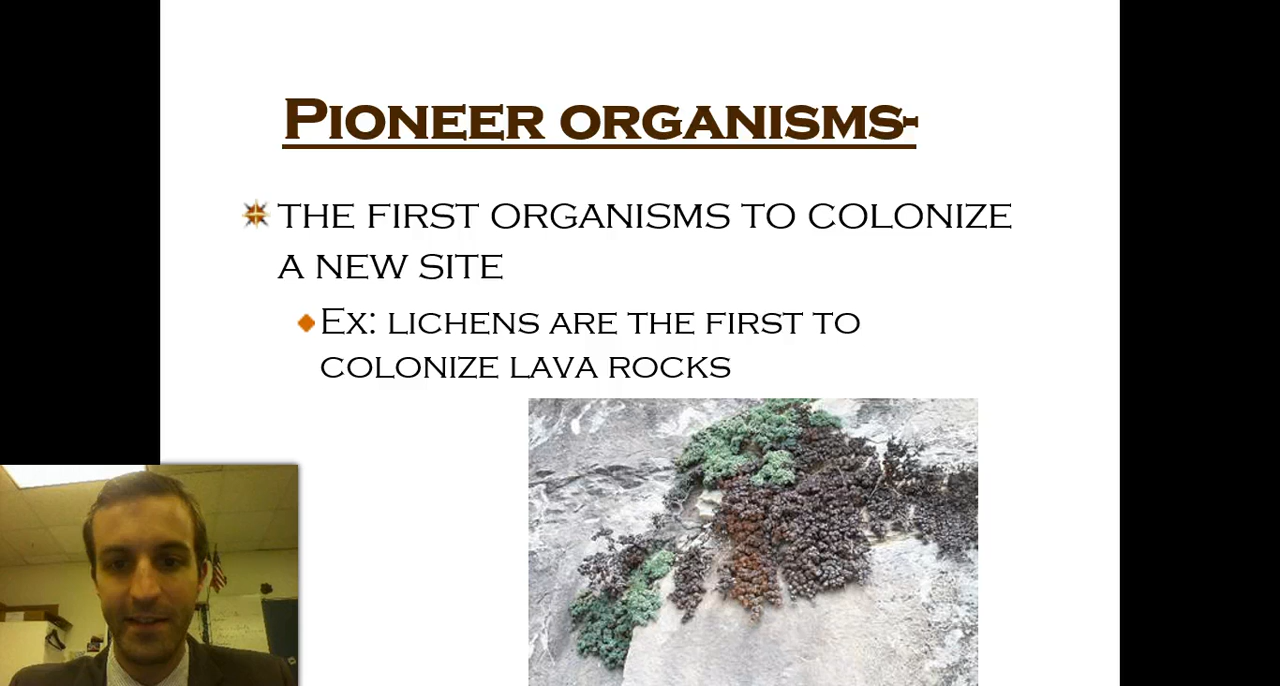 Pioneer organisms-
the first organisms to colonize
a new site
Ex: lichens are the first to
colonize lava rocks